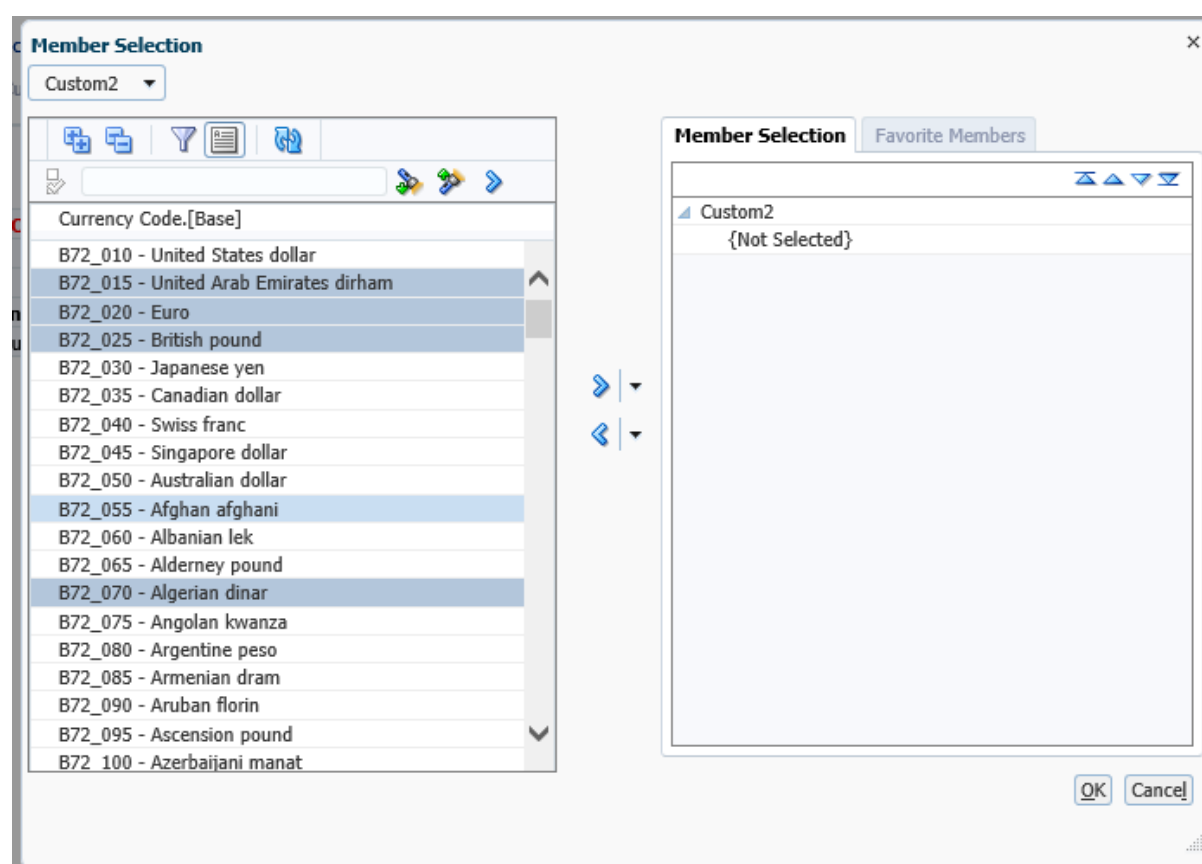 Member Selection
×
Custom2
Member Selection
Favorite Members
Currency Code.[Base]
B72_010 - United States dollar
B72_015 - United Arab Emirates dirham
B72_020 - Euro
B72_025 - British pound
B72_030 - Japanese yen
B72_035 - Canadian dollar
B72_040 - Swiss franc
B72_045 - Singapore dollar
B72_050 - Australian dollar
B72_055 - Afghan afghani
B72_060 - Albanian lek
B72_065 - Alderney pound
B72_070 - Algerian dinar
B72_075 - Angolan kwanza
B72_080 - Argentine peso
B72_085 - Armenian dram
B72_090 - Aruban florin
B72_095 - Ascension pound
B72_100 - Azerbaijani manat
Custom2
{Not Selected}
OK
Cancel